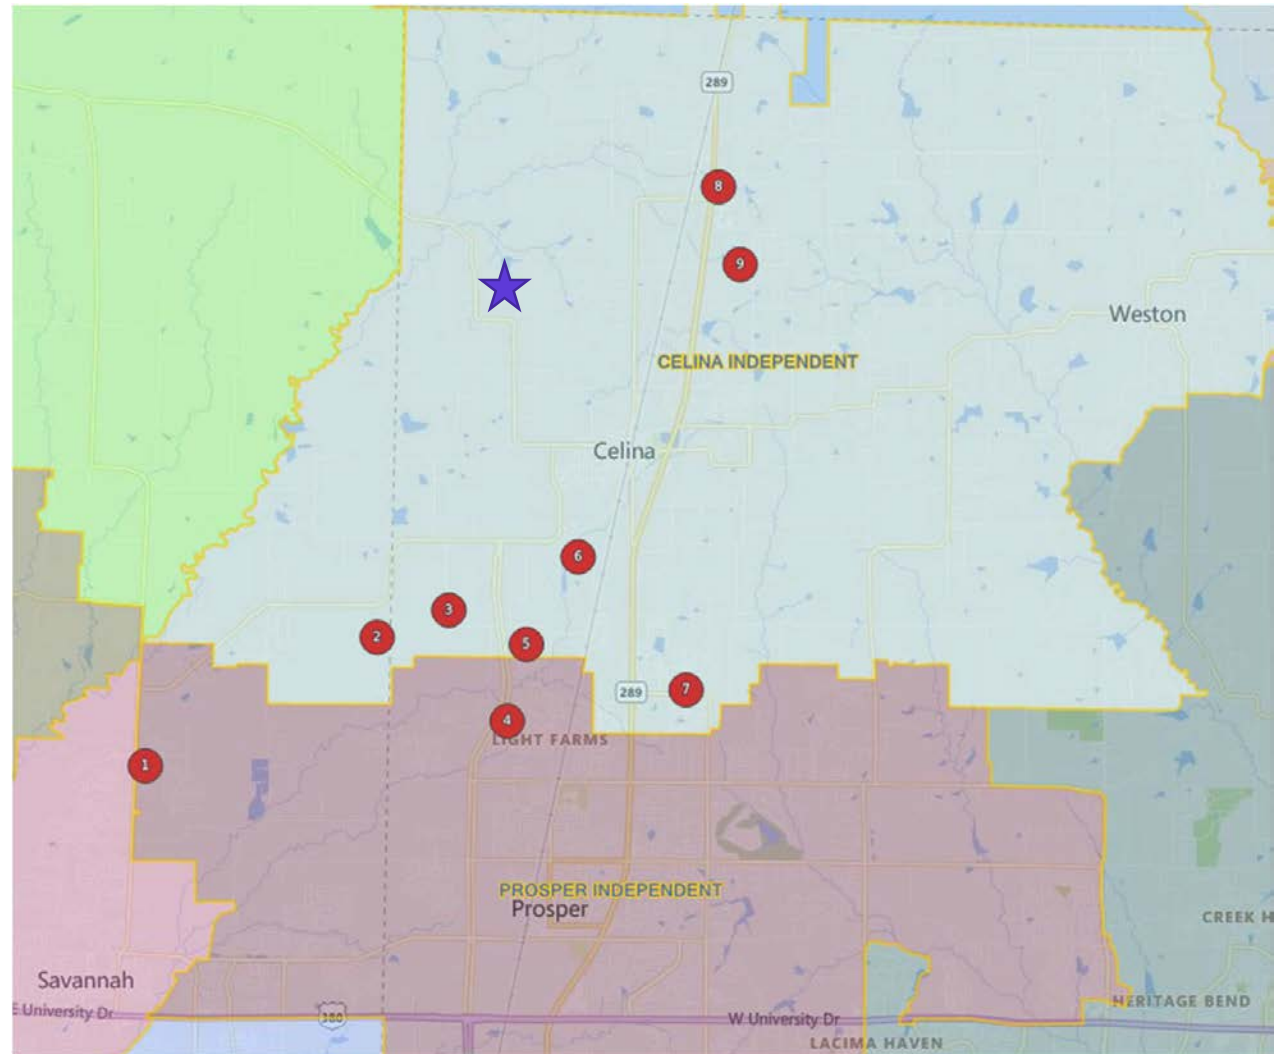 289
8
9
Weston
CELINA INDEPENDENT
Celina
6
3
2
5
289
7
4
LIGHT FARMS
1
PROSPER INDEPENDENT
Prosper
CREEK H
Savannah
E University Dr
380
W University Dr
HERITAGE BEND
LACIMA HAVEN